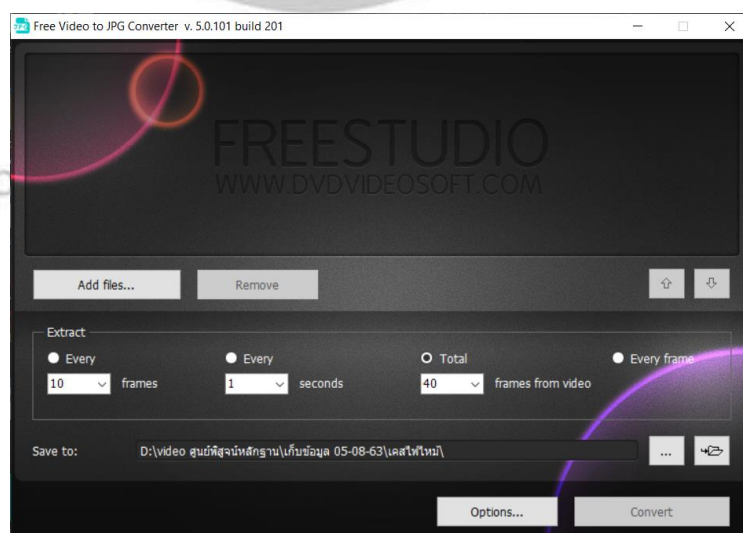 Free Video to JPG Converter v. 5.0.101 build 201
FREESTUDIO
WWW.DVDVIDEOSOFT.COM
Add files...
Remove
Extract
Every
Every
Total
Every frame
10 frames
1 seconds
40 frames from video
Save to:
D:\video ศูนย์พิสูจน์หลักฐาน\เก็บข้อมูล 05-08-63\เคสไฟไหม้\
...
Options...
Convert